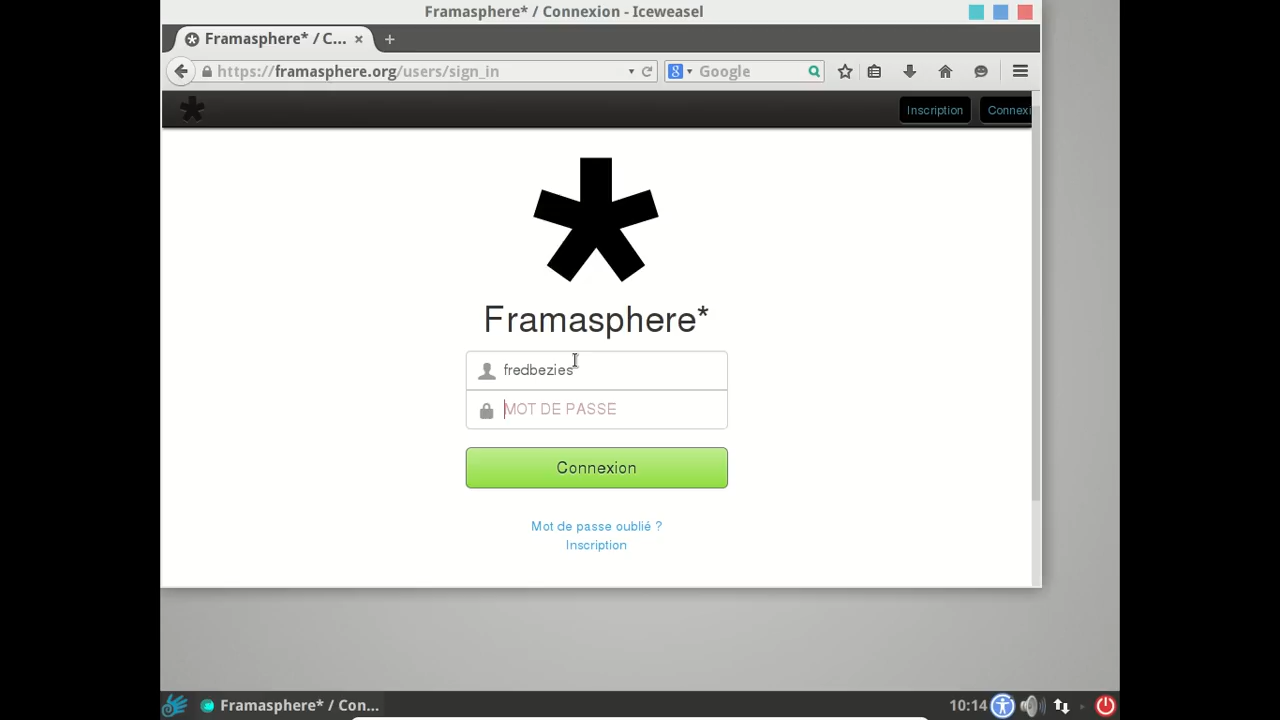 Framasphere* / Connexion - Iceweasel
Framasphere* / C...
https://framasphere.org/users/sign_in
Google
Inscription
Connexi
Framasphere*
fredbezies
MOT DE PASSE
Connexion
Mot de passe oublié ?
Inscription
Framasphere* / Con...
10:14